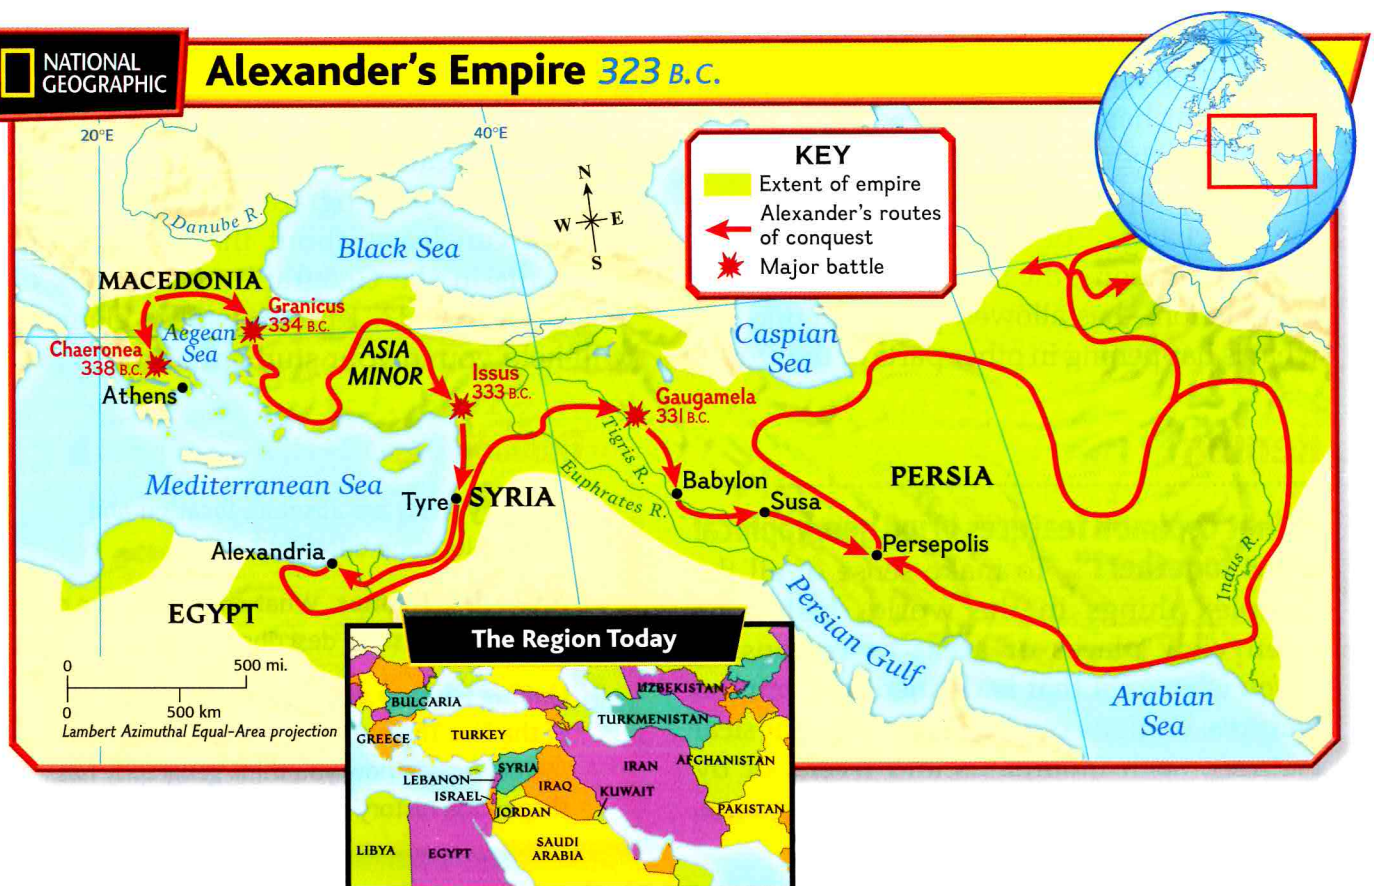 NATIONAL
GEOGRAPHIC
Alexander's Empire 323 B.C.
20°E
40°E
KEY
Extent of empire
Alexander's routes
of conquest
Major battle
N
W
E
S
Danube R.
Black Sea
MACEDONIA
Granicus
334 B.C.
Aegean
Sea
Chaeronea
338 B.C.
Athens
ASIA
MINOR
Issus
333 B.C.
Caspian
Sea
Gaugamela
331 B.C.
Tigris R.
Euphrates R.
Mediterranean Sea
Tyre
SYRIA
Babylon
Susa
PERSIA
Persepolis
Alexandria
EGYPT
Indus R.
Persian Gulf
Arabian
Sea
0
500 mi.
0
500 km
Lambert Azimuthal Equal-Area projection
The Region Today
BULGARIA
GREECE
TURKEY
UZBEKISTAN
TURKMENISTAN
SYRIA
LEBANON
ISRAEL
IRAQ
IRAN
AFGHANISTAN
KUWAIT
JORDAN
PAKISTAN
LIBYA
EGYPT
SAUDI
ARABIA